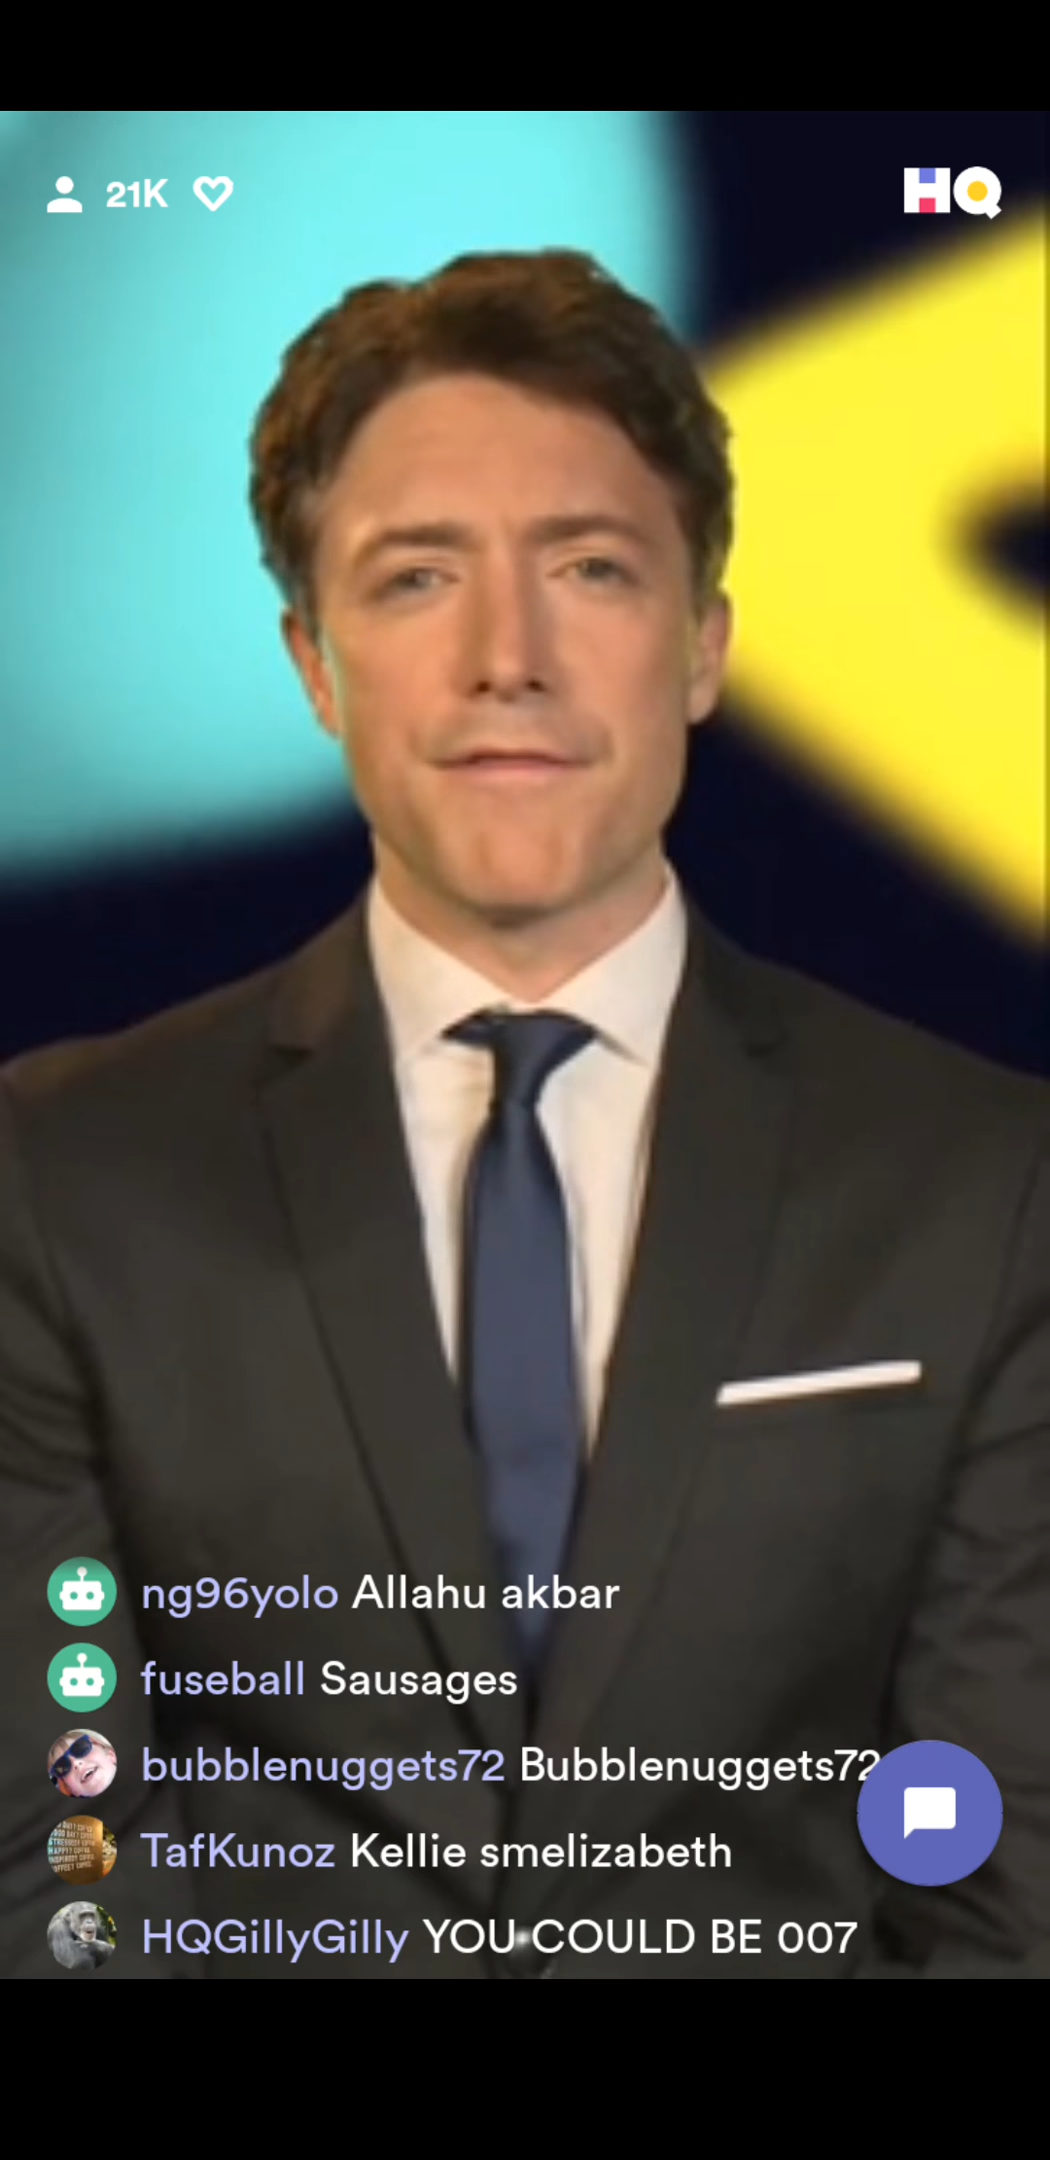 21K
HQ
ng96yolo Allahu akbar
fuseball Sausages
bubblenuggets72 Bubblenuggets72
TafKunoz Kellie smelizabeth
HQGillyGilly YOU COULD BE 007